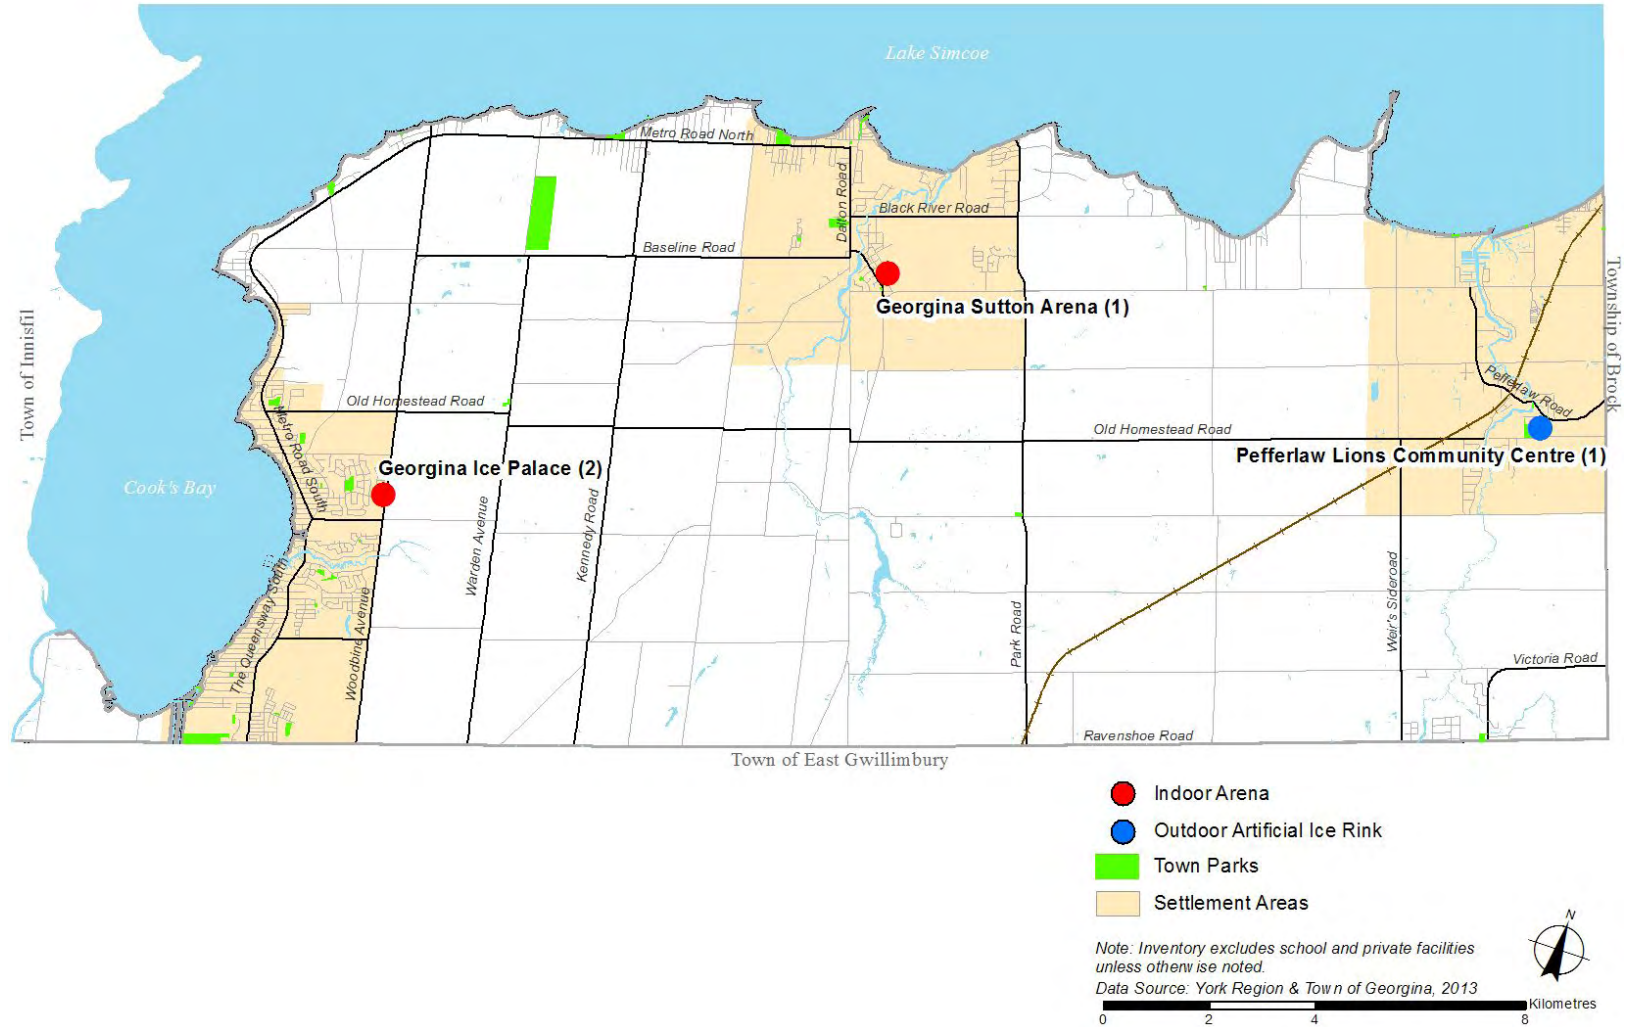 Lake Simcoe
Metro Road North
Dalton Road
Black River Road
Baseline Road
Georgina Sutton Arena (1)
Town of Innisfil
Township of Brock
Pefferlaw Road
Old Homestead Road
Metro Road South
Old Homestead Road
Pefferlaw Lions Community Centre (1)
Georgina Ice Palace (2)
Cook's Bay
Warden Avenue
Kennedy Road
The Queensway South
Woodbine Avenue
Park Road
Weir's Sideroad
Victoria Road
Ravenshoe Road
Town of East Gwillimbury
Indoor Arena
Outdoor Artificial Ice Rink
Town Parks
Settlement Areas
N
Note: Inventory excludes school and private facilities
unless otherwise noted.
Data Source: York Region & Town of Georgina, 2013
Kilometres
0 2 4 8